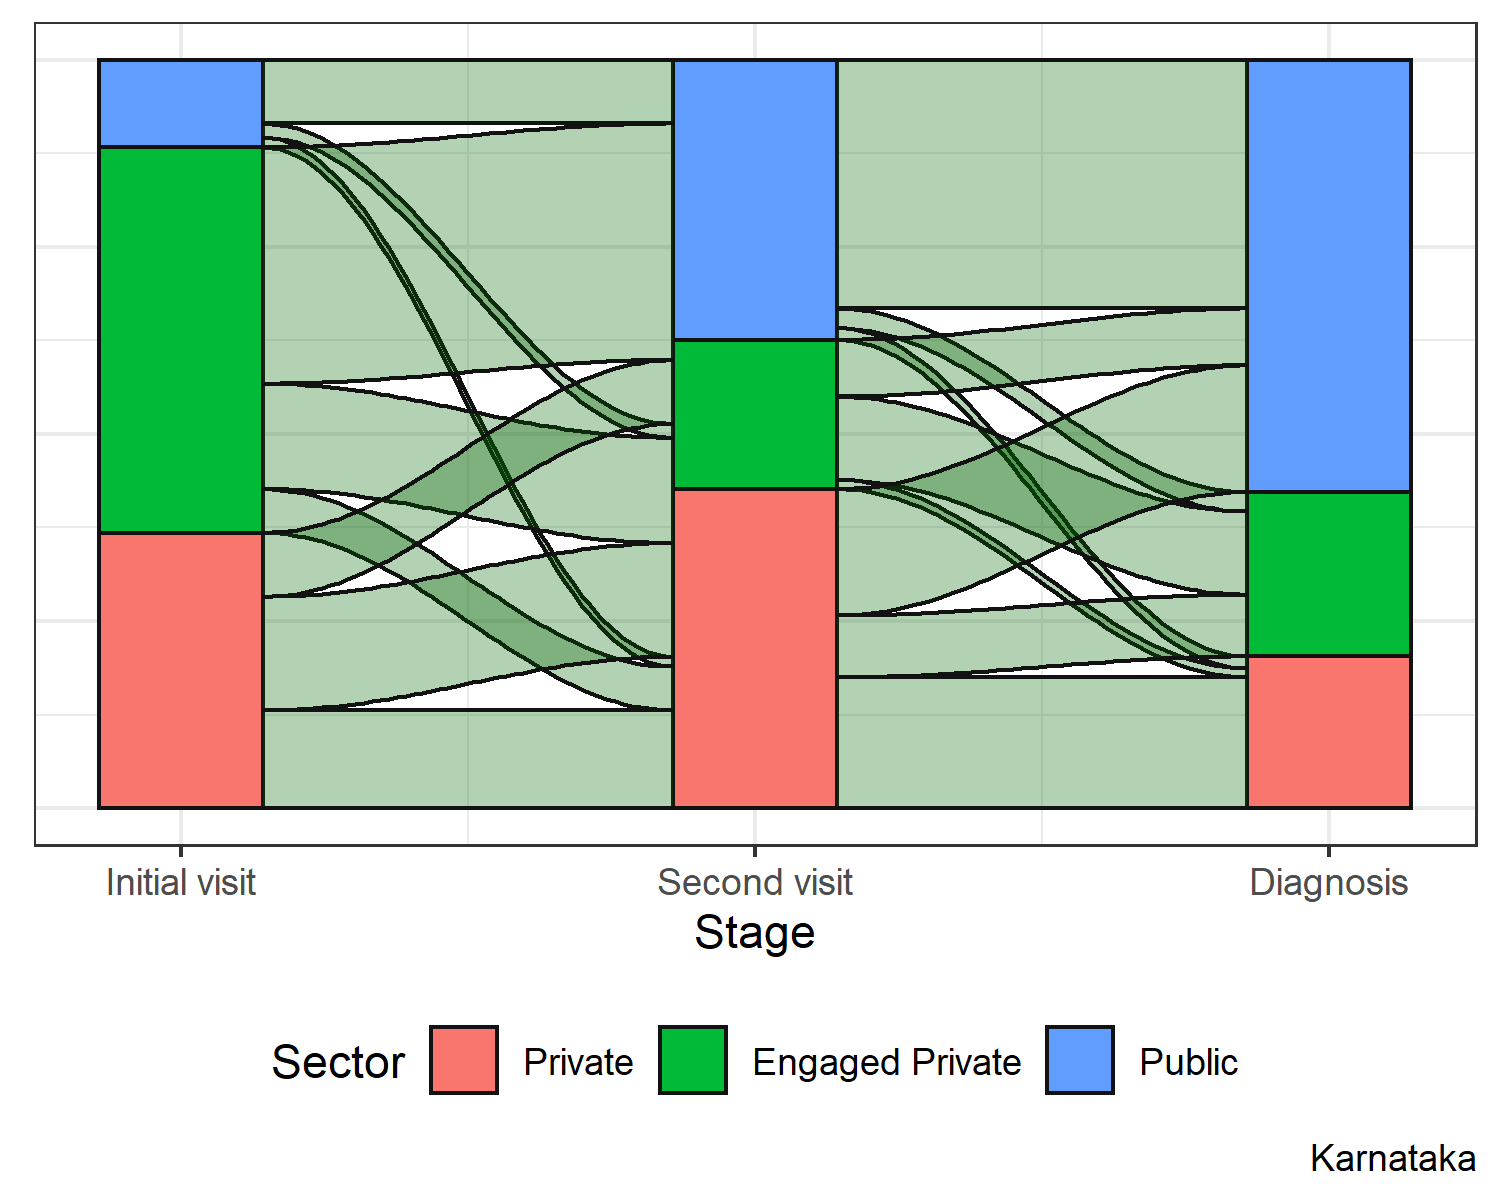 Initial visit Second visit Diagnosis
Stage
Sector Private Engaged Private Public
Karnataka